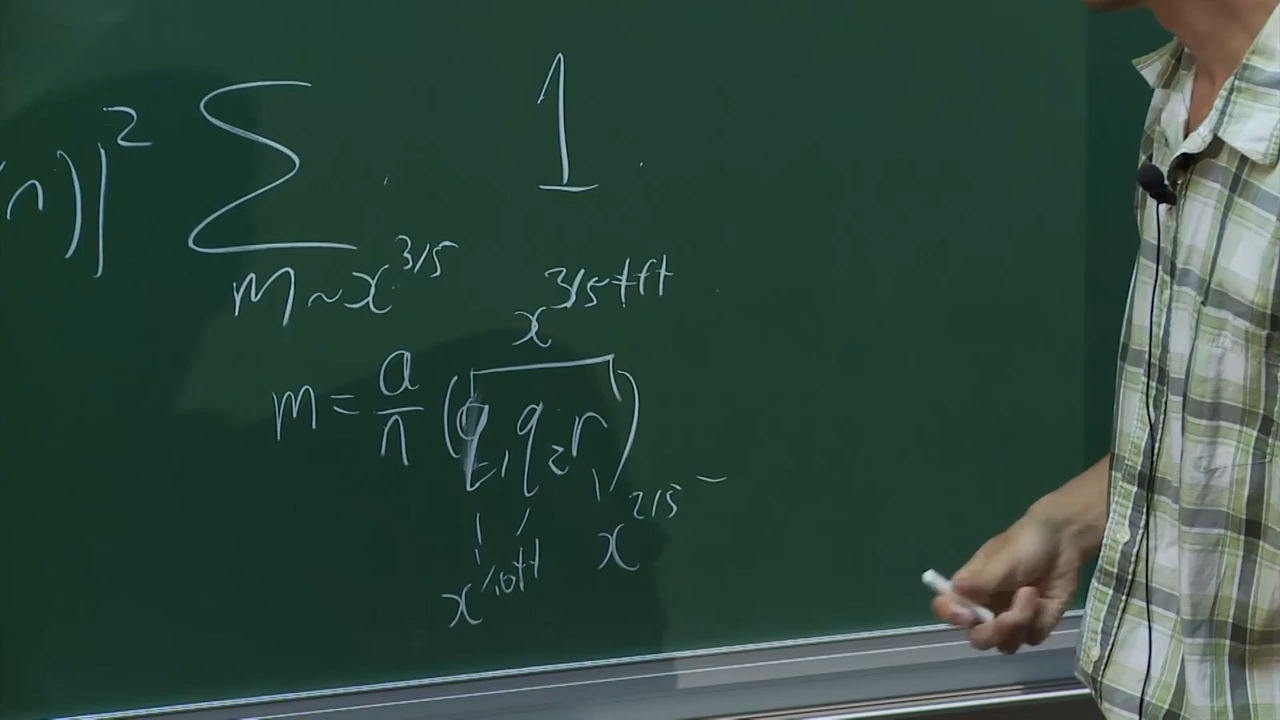 n)|² ∑ 1
m ~ x^{3/5}
x^{3/5++}
m = a/n (q₁q₂r)
x^{1/10++} x^{2/5-}